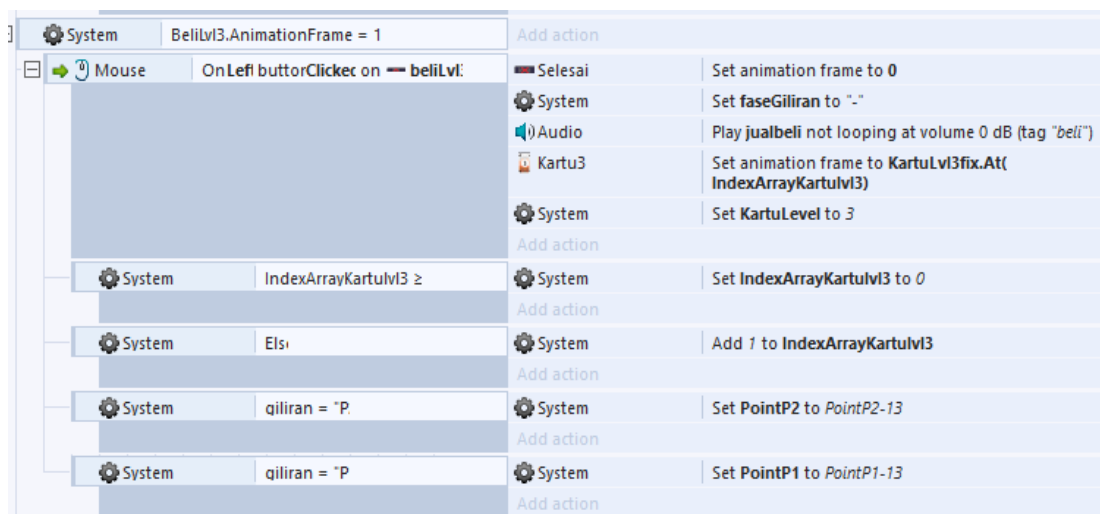 System BeliLvl3.AnimationFrame = 1 Add action
Mouse On Left buttor Clicked on beliLvl: Selesai Set animation frame to 0
System Set faseGiliran to "-"
Audio Play jualbeli not looping at volume 0 dB (tag "beli")
Kartu3 Set animation frame to KartuLvl3fix.At(
IndexArrayKartulvl3)
System Set KartuLevel to 3
Add action
System IndexArrayKartulvl3 ≥ System Set IndexArrayKartulvl3 to 0
Add action
System Els System Add 1 to IndexArrayKartulvl3
Add action
System giliran = "P System Set PointP2 to PointP2-13
Add action
System giliran = "P System Set PointP1 to PointP1-13
Add action